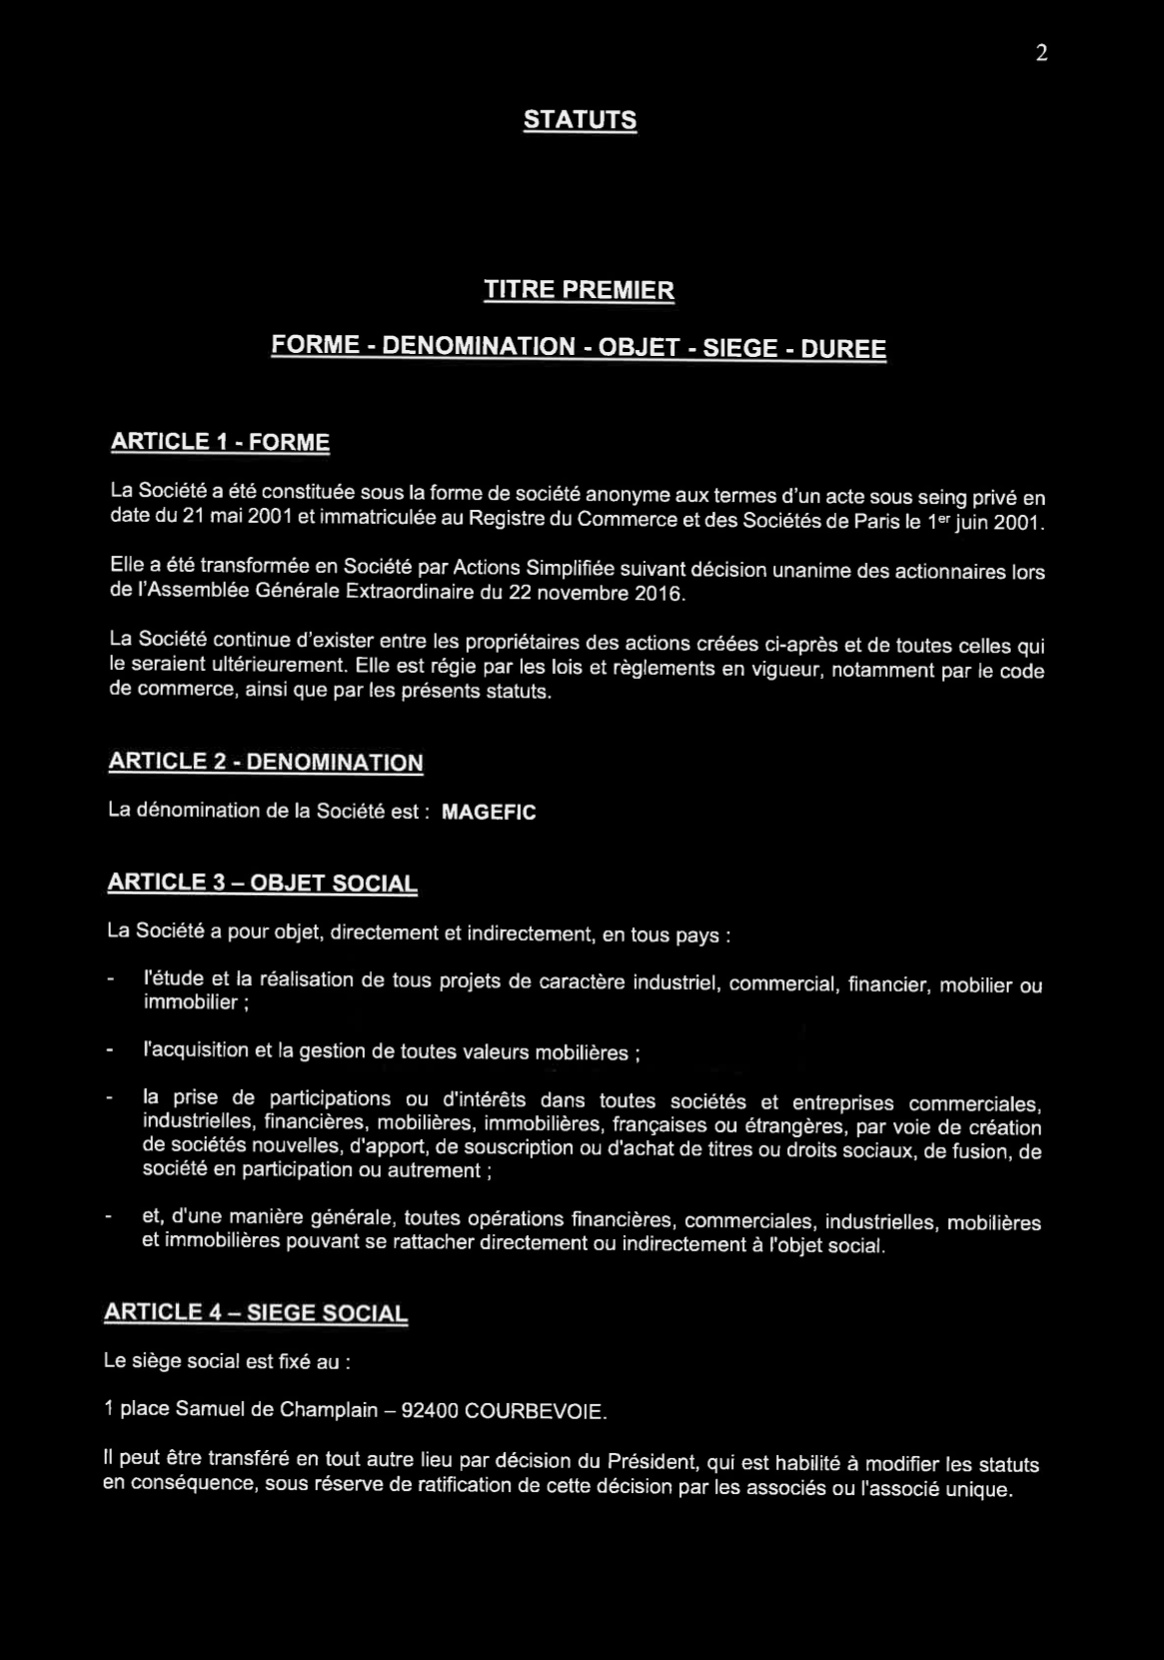 2
STATUTS
TITRE PREMIER
FORME - DENOMINATION - OBJET - SIEGE - DUREE
ARTICLE 1 - FORME
La Société a été constituée sous la forme de société anonyme aux termes d'un acte sous seing privé en
date du 21 mai 2001 et immatriculée au Registre du Commerce et des Sociétés de Paris le 1er juin 2001.
Elle a été transformée en Société par Actions Simplifiée suivant décision unanime des actionnaires lors
de l'Assemblée Générale Extraordinaire du 22 novembre 2016.
La Société continue d'exister entre les propriétaires des actions créées ci-après et de toutes celles qui
le seraient ultérieurement. Elle est régie par les lois et règlements en vigueur, notamment par le code
de commerce, ainsi que par les présents statuts.
ARTICLE 2 - DENOMINATION
La dénomination de la Société est : MAGEFIC
ARTICLE 3 – OBJET SOCIAL
La Société a pour objet, directement et indirectement, en tous pays :
- l'étude et la réalisation de tous projets de caractère industriel, commercial, financier, mobilier ou
immobilier ;
- l'acquisition et la gestion de toutes valeurs mobilières ;
- la prise de participations ou d'intérêts dans toutes sociétés et entreprises commerciales,
industrielles, financières, mobilières, immobilières, françaises ou étrangères, par voie de création
de sociétés nouvelles, d'apport, de souscription ou d'achat de titres ou droits sociaux, de fusion, de
société en participation ou autrement ;
- et, d'une manière générale, toutes opérations financières, commerciales, industrielles, mobilières
et immobilières pouvant se rattacher directement ou indirectement à l'objet social.
ARTICLE 4 – SIEGE SOCIAL
Le siège social est fixé au :
1 place Samuel de Champlain – 92400 COURBEVOIE.
Il peut être transféré en tout autre lieu par décision du Président, qui est habilité à modifier les statuts
en conséquence, sous réserve de ratification de cette décision par les associés ou l'associé unique.